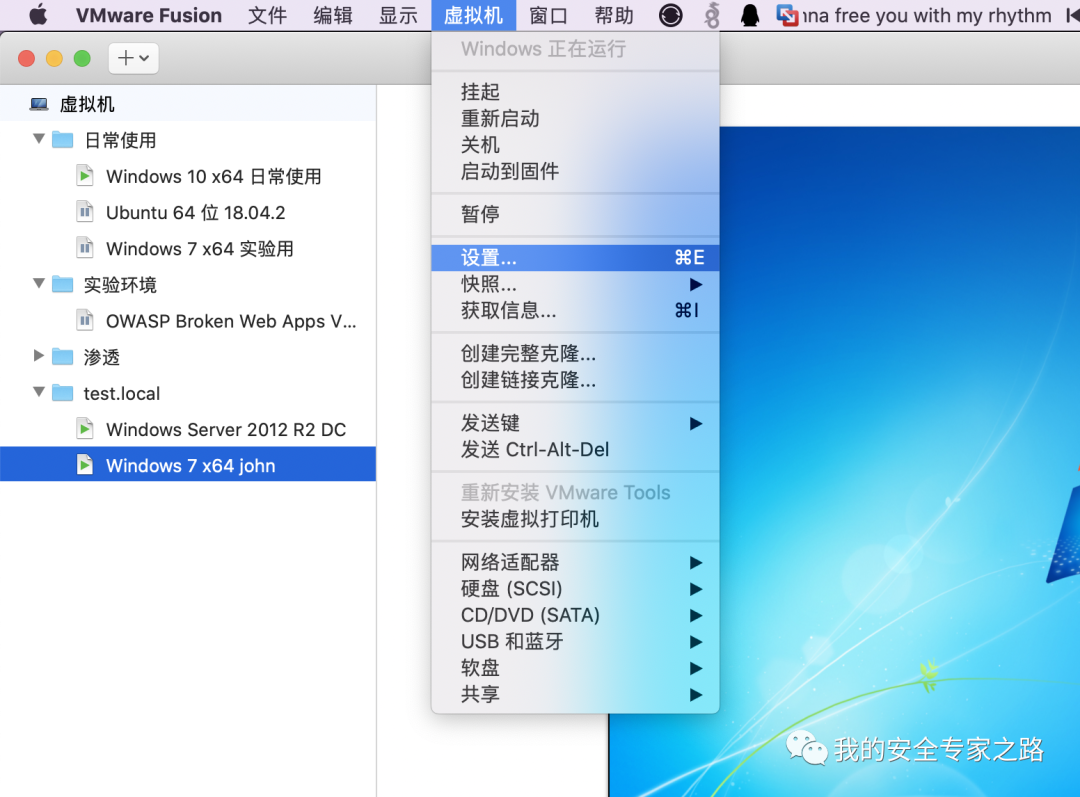 VMware Fusion 文件 编辑 显示 虚拟机 窗口 帮助 nna free you with my rhythm
虚拟机
日常使用
Windows 10 x64 日常使用
Ubuntu 64 位 18.04.2
Windows 7 x64 实验用
实验环境
OWASP Broken Web Apps V...
渗透
test.local
Windows Server 2012 R2 DC
Windows 7 x64 john
Windows 正在运行
挂起
重新启动
关机
启动到固件
暂停
设置... ⌘E
快照...
获取信息... ⌘I
创建完整克隆...
创建链接克隆...
发送键
发送 Ctrl-Alt-Del
重新安装 VMware Tools
安装虚拟打印机
网络适配器
硬盘 (SCSI)
CD/DVD (SATA)
USB 和蓝牙
软盘
共享
我的安全专家之路